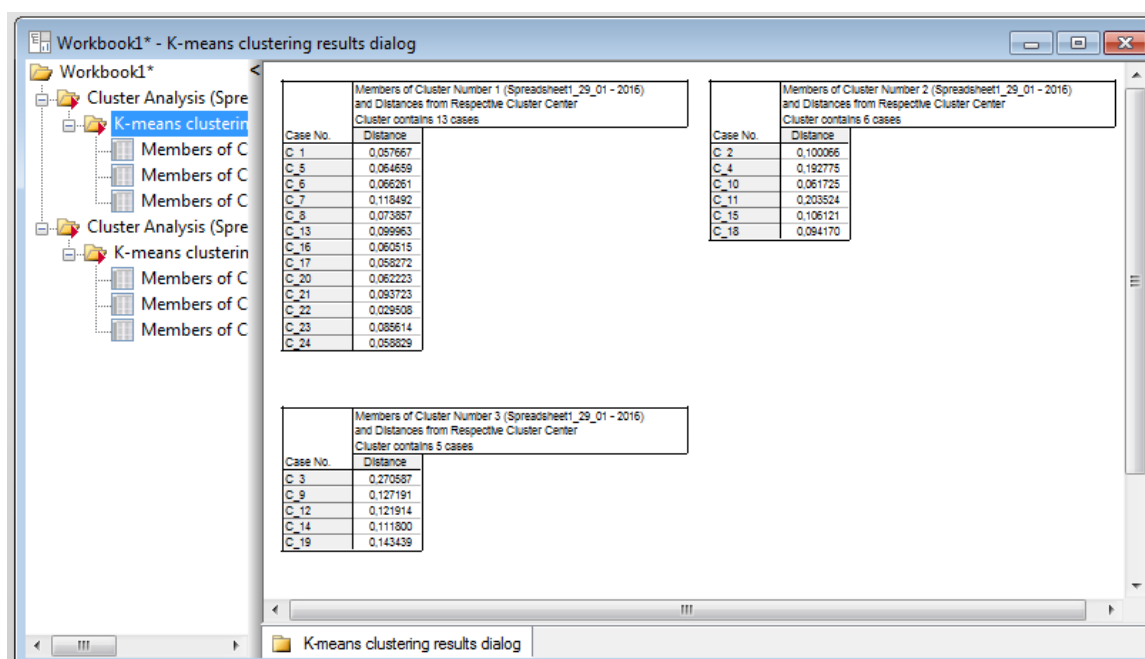 Workbook1* - K-means clustering results dialog
Workbook1*
Cluster Analysis (Spre
K-means clusterin
Members of C
Members of C
Members of C
Cluster Analysis (Spre
K-means clusterin
Members of C
Members of C
Members of C
<
Members of Cluster Number 1 (Spreadsheet1_29_01 - 2016)
and Distances from Respective Cluster Center
Cluster contains 13 cases
Case No. Distance
C_1 0,057667
C_5 0,064659
C_6 0,066261
C_7 0,118492
C_8 0,073857
C_13 0,099963
C_16 0,060515
C_17 0,058272
C_20 0,062223
C_21 0,093723
C_22 0,029508
C_23 0,085614
C_24 0,058829
Members of Cluster Number 2 (Spreadsheet1_29_01 - 2016)
and Distances from Respective Cluster Center
Cluster contains 6 cases
Case No. Distance
C_2 0,100066
C_4 0,192775
C_10 0,061725
C_11 0,203524
C_15 0,106121
C_18 0,094170
Members of Cluster Number 3 (Spreadsheet1_29_01 - 2016)
and Distances from Respective Cluster Center
Cluster contains 5 cases
Case No. Distance
C_3 0,270587
C_9 0,127191
C_12 0,121914
C_14 0,111800
C_19 0,143439
K-means clustering results dialog